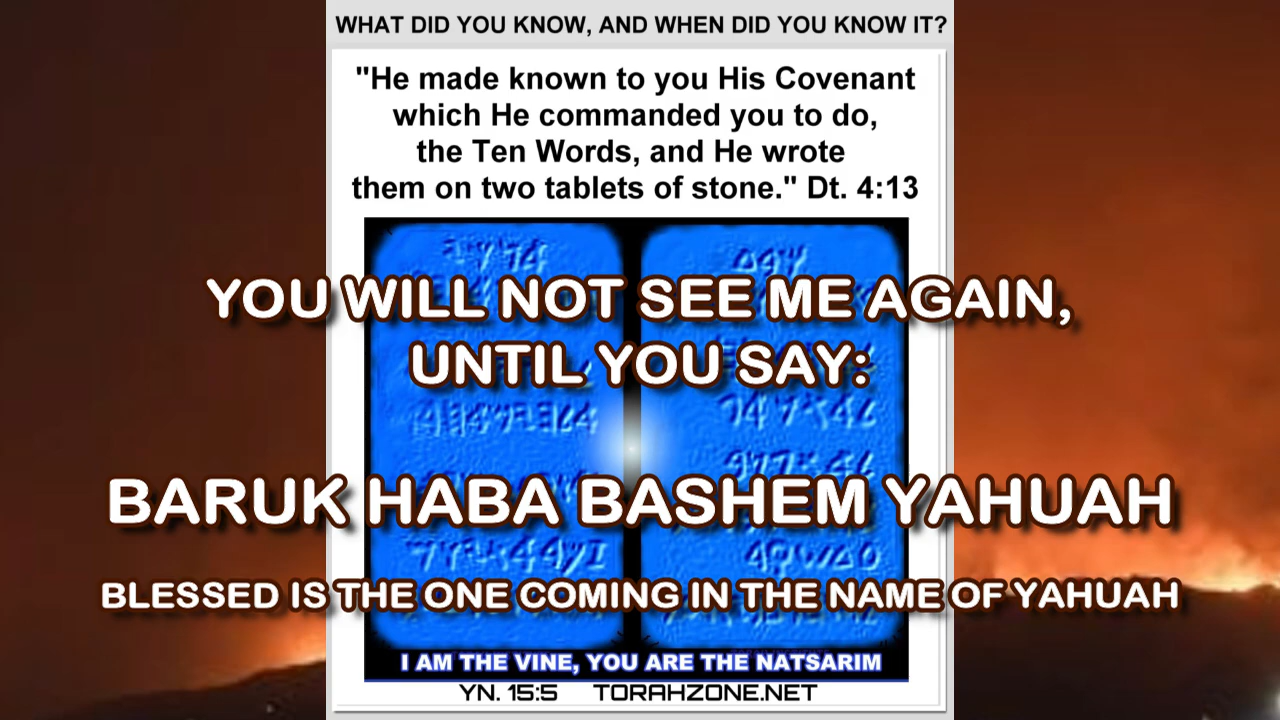 WHAT DID YOU KNOW, AND WHEN DID YOU KNOW IT?
"He made known to you His Covenant
which He commanded you to do,
the Ten Words, and He wrote
them on two tablets of stone." Dt. 4:13
YOU WILL NOT SEE ME AGAIN,
UNTIL YOU SAY:
BARUK HABA BASHEM YAHUAH
BLESSED IS THE ONE COMING IN THE NAME OF YAHUAH
I AM THE VINE, YOU ARE THE NATSARIM
YN. 15:5 TORAHZONE.NET